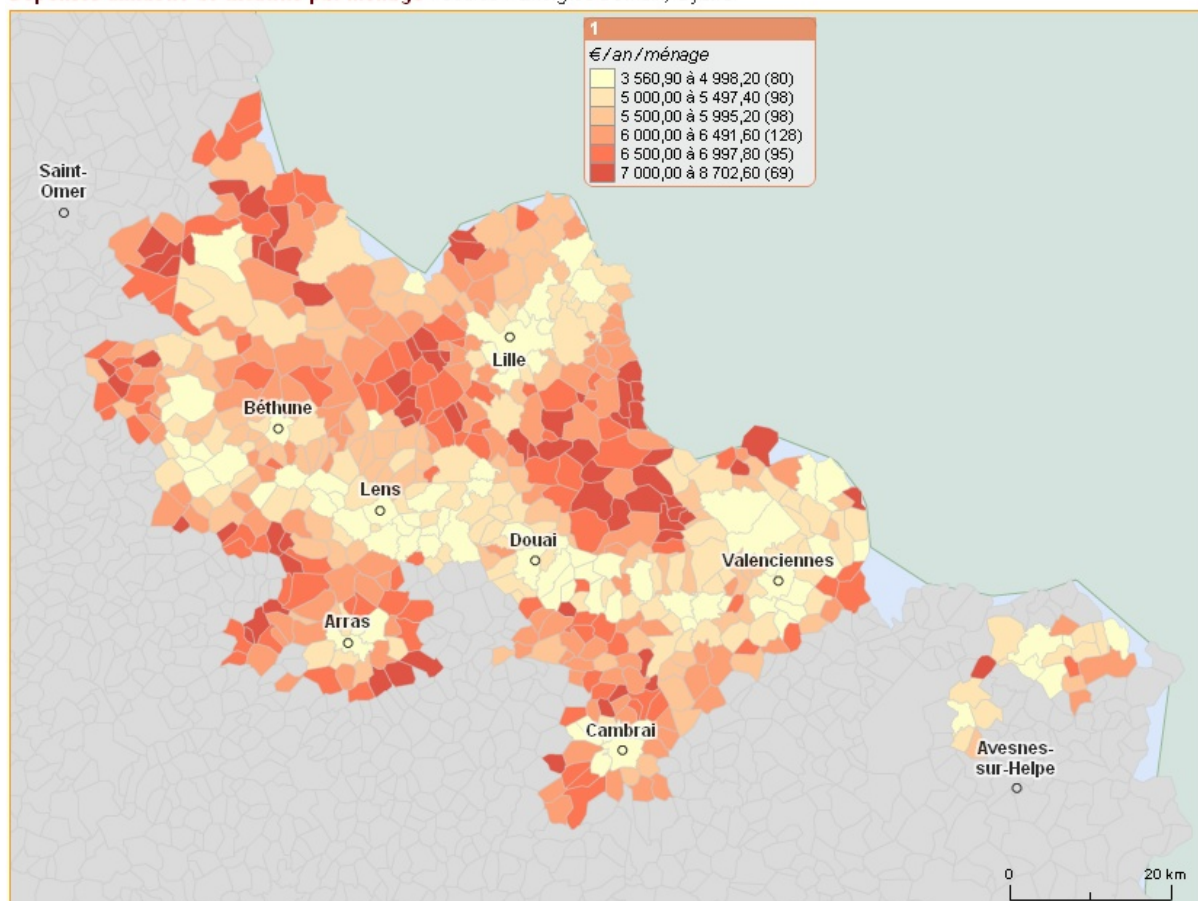 1
€/an/ménage
3 560,90 à 4 998,20 (80)
5 000,00 à 5 497,40 (98)
5 500,00 à 5 995,20 (98)
6 000,00 à 6 491,60 (128)
6 500,00 à 6 997,80 (95)
7 000,00 à 8 702,60 (69)
Saint-
Omer
Lille
Béthune
Lens
Douai
Valenciennes
Arras
Cambrai
Avesnes-
sur-Helpe
0 20 km